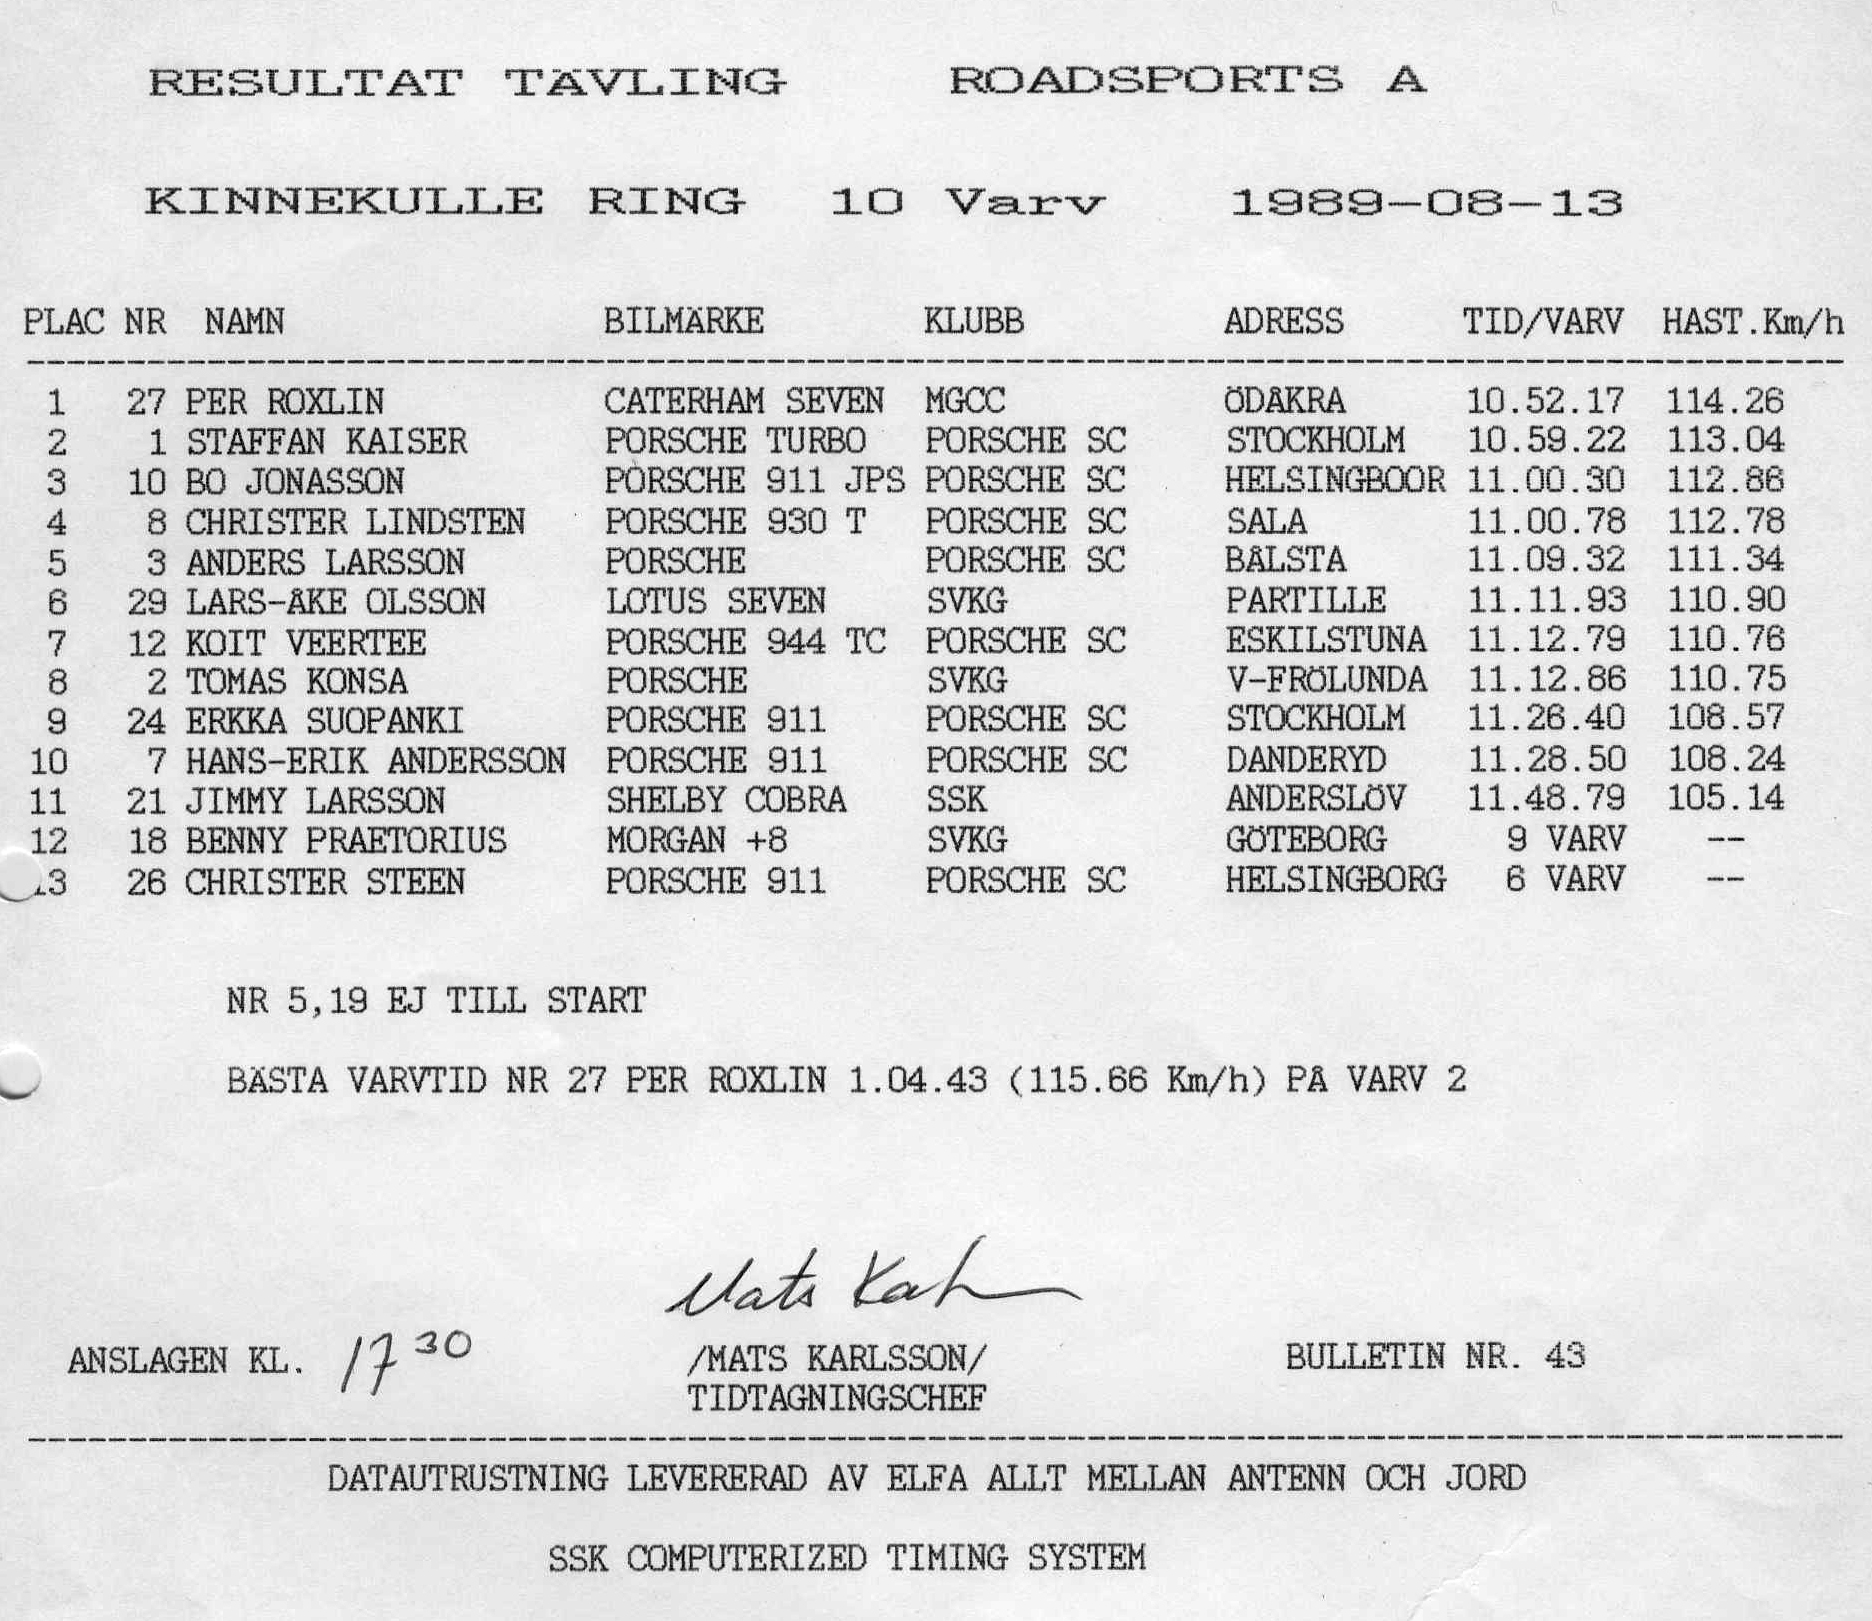 RESULTAT TÄVLING ROADSPORTS A
KINNEKULLE RING 10 Varv 1989-08-13
PLAC NR NAMN BILMÄRKE KLUBB ADRESS TID/VARV HAST.Km/h
1 27 PER ROXLIN CATERHAM SEVEN MGCC ÖDÅKRA 10.52.17 114.26
2 1 STAFFAN KAISER PORSCHE TURBO PORSCHE SC STOCKHOLM 10.59.22 113.04
3 10 BO JONASSON PORSCHE 911 JPS PORSCHE SC HELSINGBOOR 11.00.30 112.86
4 8 CHRISTER LINDSTEN PORSCHE 930 T PORSCHE SC SALA 11.00.78 112.78
5 3 ANDERS LARSSON PORSCHE PORSCHE SC BÅLSTA 11.09.32 111.34
6 29 LARS-ÅKE OLSSON LOTUS SEVEN SVKG PARTILLE 11.11.93 110.90
7 12 KOIT VEERTEE PORSCHE 944 TC PORSCHE SC ESKILSTUNA 11.12.79 110.76
8 2 TOMAS KONSA PORSCHE SVKG V-FRÖLUNDA 11.12.86 110.75
9 24 ERKKA SUOPANKI PORSCHE 911 PORSCHE SC STOCKHOLM 11.26.40 108.57
10 7 HANS-ERIK ANDERSSON PORSCHE 911 PORSCHE SC DANDERYD 11.28.50 108.24
11 21 JIMMY LARSSON SHELBY COBRA SSK ANDERSLÖV 11.48.79 105.14
12 18 BENNY PRAETORIUS MORGAN +8 SVKG GÖTEBORG 9 VARV --
13 26 CHRISTER STEEN PORSCHE 911 PORSCHE SC HELSINGBORG 6 VARV --
NR 5,19 EJ TILL START
BÄSTA VARVTID NR 27 PER ROXLIN 1.04.43 (115.66 Km/h) PÅ VARV 2
Mats Karlsson
ANSLAGEN KL. 17 30 /MATS KARLSSON/ BULLETIN NR. 43
TIDTAGNINGSCHEF
DATAUTRUSTNING LEVERERAD AV ELFA ALLT MELLAN ANTENN OCH JORD
SSK COMPUTERIZED TIMING SYSTEM